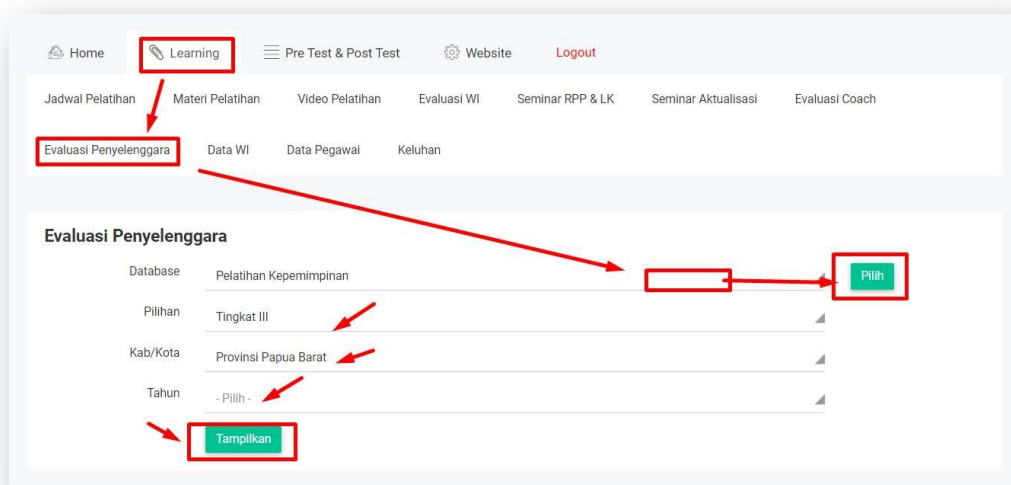 Home Learning Pre Test & Post Test Website Logout
Jadwal Pelatihan Materi Pelatihan Video Pelatihan Evaluasi WI Seminar RPP & LK Seminar Aktualisasi Evaluasi Coach
Evaluasi Penyelenggara Data WI Data Pegawai Keluhan
Evaluasi Penyelenggara
Database Pelatihan Kepemimpinan Pilih
Pilihan Tingkat III
Kab/Kota Provinsi Papua Barat
Tahun - Pilih -
Tampilkan